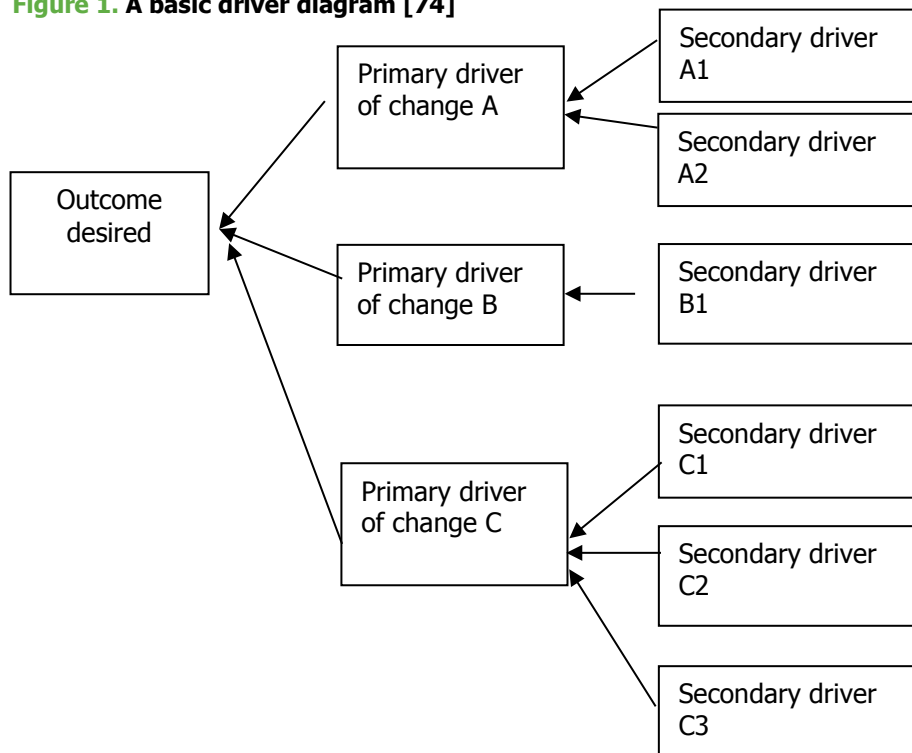 Figure 1. A basic driver diagram [74]
Outcome
desired
Primary driver
of change A
Primary driver
of change B
Primary driver
of change C
Secondary driver
A1
Secondary driver
A2
Secondary driver
B1
Secondary driver
C1
Secondary driver
C2
Secondary driver
C3